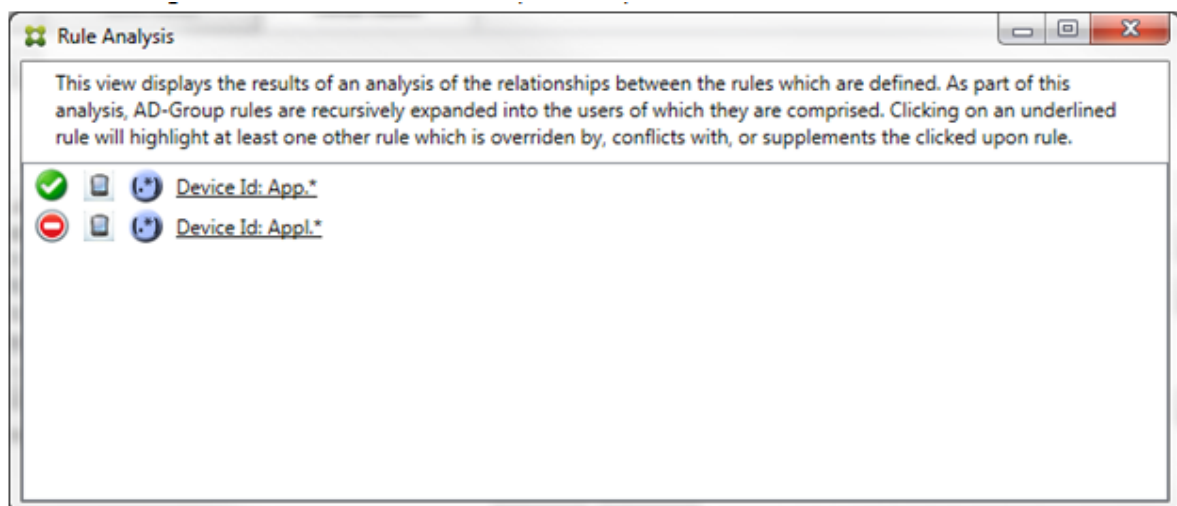 Rule Analysis
This view displays the results of an analysis of the relationships between the rules which are defined. As part of this
analysis, AD-Group rules are recursively expanded into the users of which they are comprised. Clicking on an underlined
rule will highlight at least one other rule which is overriden by, conflicts with, or supplements the clicked upon rule.
(.*) Device Id: App.*
(.*) Device Id: Appl.*